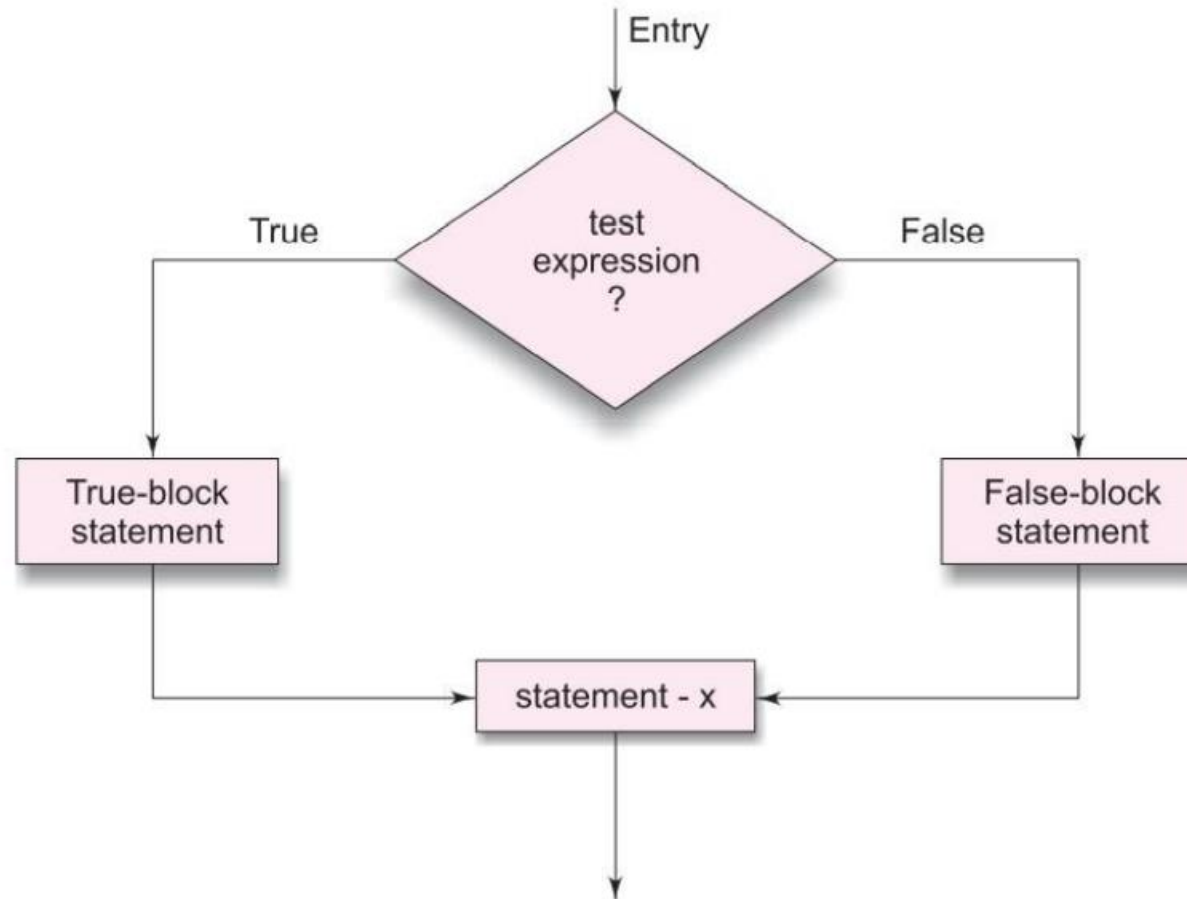 Entry
True
test
expression
?
False
True-block
statement
False-block
statement
statement - x